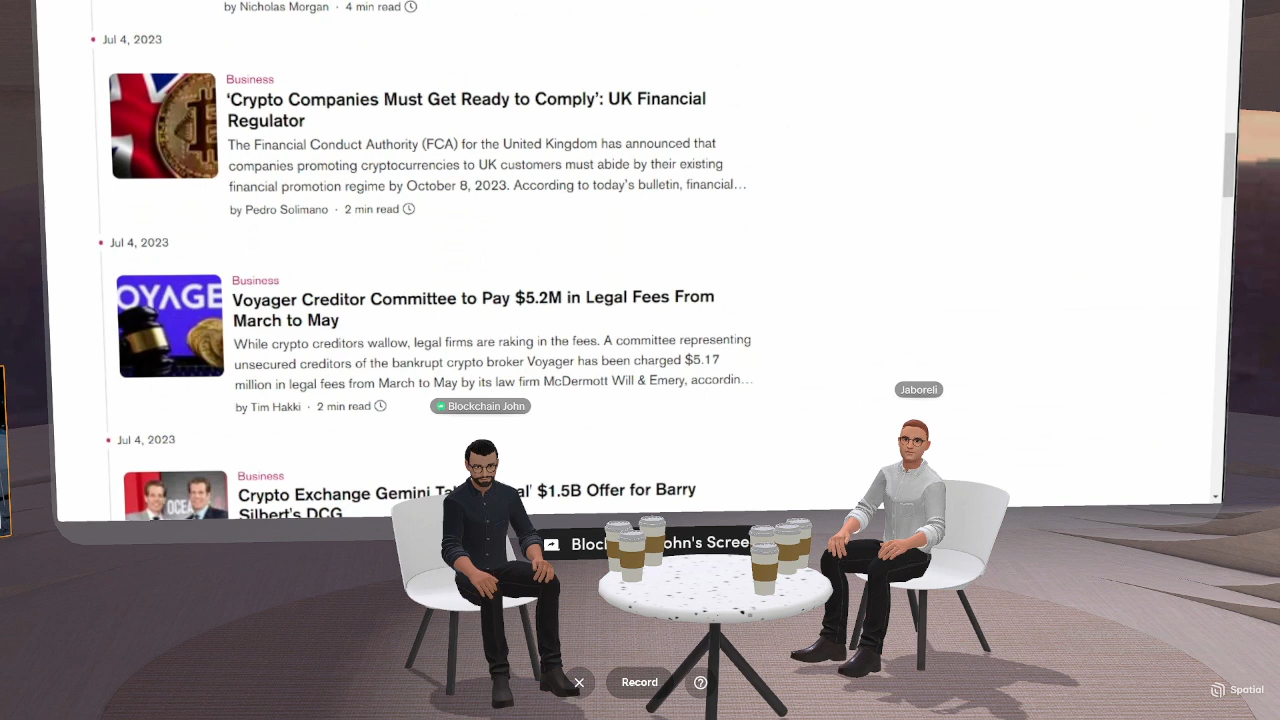 by Nicholas Morgan · 4 min read
Jul 4, 2023
Business
‘Crypto Companies Must Get Ready to Comply’: UK Financial
Regulator
The Financial Conduct Authority (FCA) for the United Kingdom has announced that
companies promoting cryptocurrencies to UK customers must abide by their existing
financial promotion regime by October 8, 2023. According to today's bulletin, financial...
by Pedro Solimano · 2 min read
Jul 4, 2023
OYAGE
Business
Voyager Creditor Committee to Pay $5.2M in Legal Fees From
March to May
While crypto creditors wallow, legal firms are raking in the fees. A committee representing
unsecured creditors of the bankrupt crypto broker Voyager has been charged $5.17
million in legal fees from March to May by its law firm McDermott Will & Emery, accordin...
by Tim Hakki · 2 min read
Blockchain John
Jaboreli
Jul 4, 2023
Business
Crypto Exchange Gemini Ta al' $1.5B Offer for Barry
Silbert's DCG
OCEA
Bloc ohn's Scree
Record
Spatial